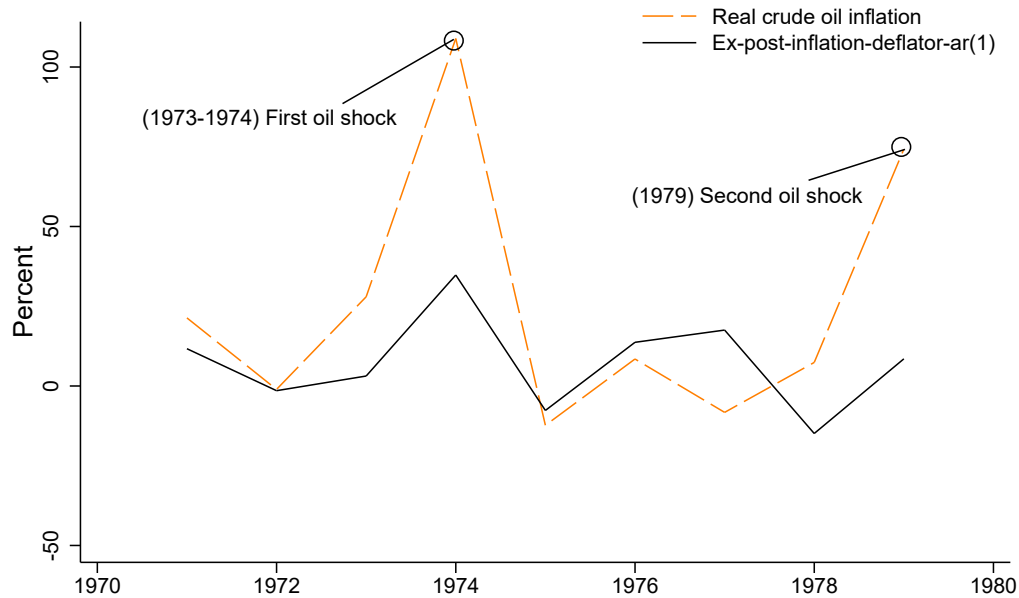 Real crude oil inflation
Ex-post-inflation-deflator-ar(1)
(1973-1974) First oil shock
(1979) Second oil shock
Percent
100
50
0
-50
1970 1972 1974 1976 1978 1980